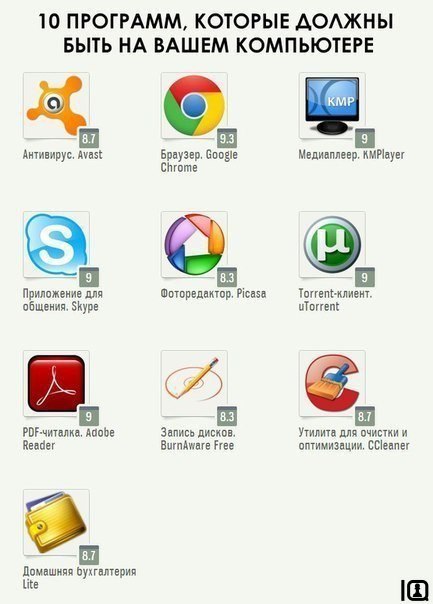 10 ПРОГРАММ, КОТОРЫЕ ДОЛЖНЫ
БЫТЬ НА ВАШЕМ КОМПЬЮТЕРЕ
a
8.7
Антивирус. Avast
9.3
Браузер. Google
Chrome
KMP
9
Медиаплеер. KMPlayer
S
9
Приложение для
общения. Skype
8.3
Фоторедактор. Picasa
µ
9
Torrent-клиент.
uTorrent
9
PDF-читалка. Adobe
Reader
8.3
Запись дисков.
BurnAware Free
8.7
Утилита для очистки и
оптимизации. CCleaner
8.7
Домашняя бухгалтерия
Lite
IQ